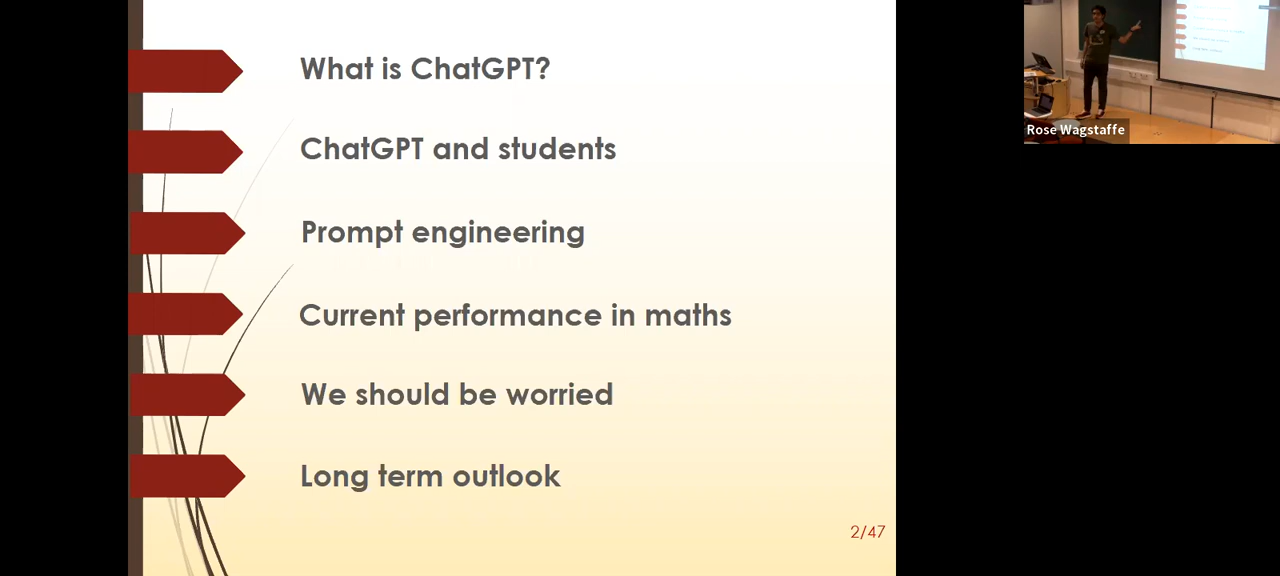 What is ChatGPT?
ChatGPT and students
Prompt engineering
Current performance in maths
We should be worried
Long term outlook
2/47
Rose Wagstaffe